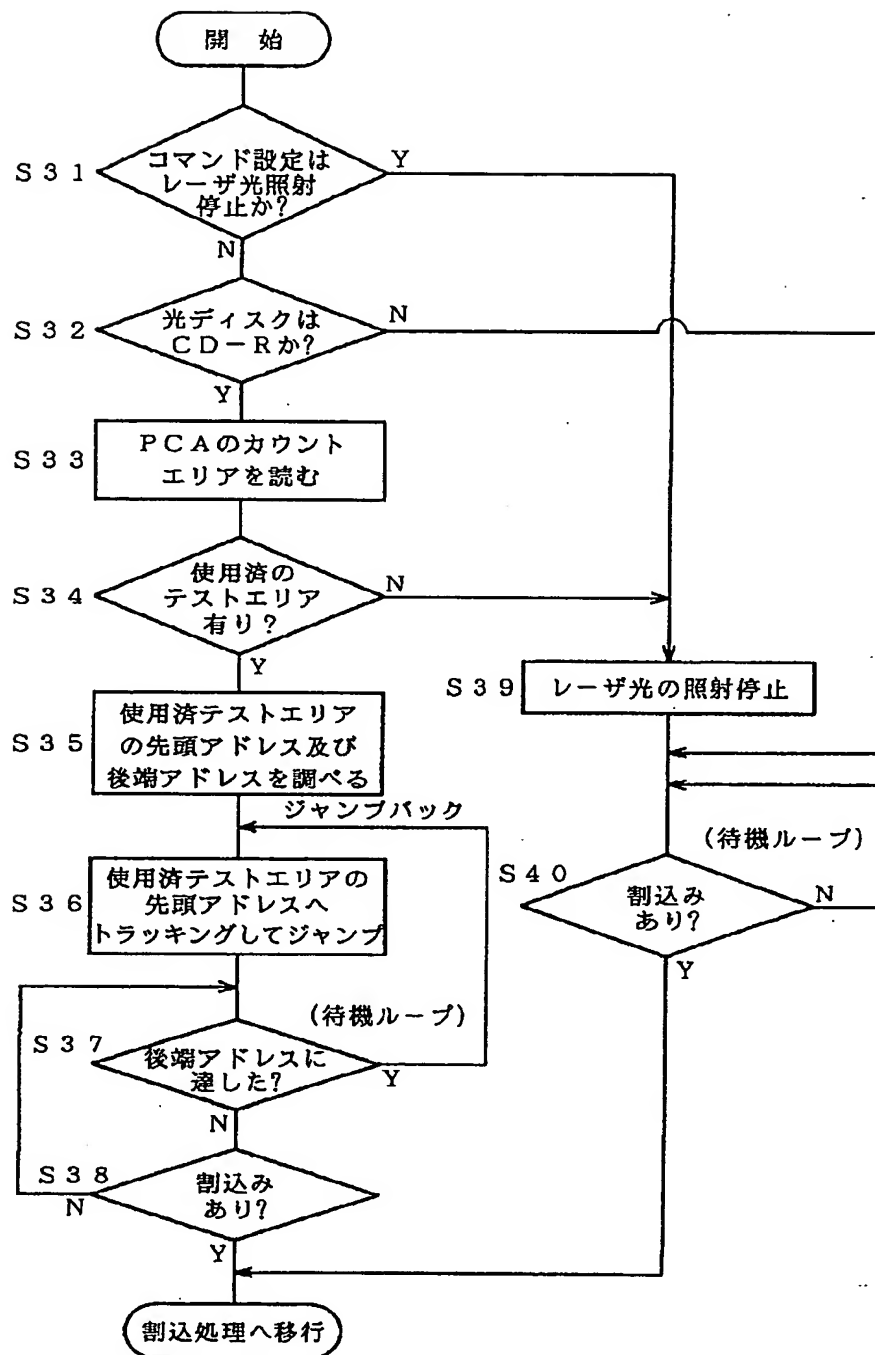 開 始
S31
コマンド設定は
レーザ光照射
停止か?
Y
N
S32
光ディスクは
CD-Rか?
N
Y
S33
PCAのカウント
エリアを読む
S34
使用済の
テストエリア
有り?
N
Y
S35
使用済テストエリア
の先頭アドレス及び
後端アドレスを調べる
ジャンプバック
S36
使用済テストエリアの
先頭アドレスへ
トラッキングしてジャンプ
(待機ループ)
S37
後端アドレスに
達した?
Y
N
S38
割込み
あり?
N
Y
S39
レーザ光の照射停止
(待機ループ)
S40
割込み
あり?
N
Y
割込処理へ移行